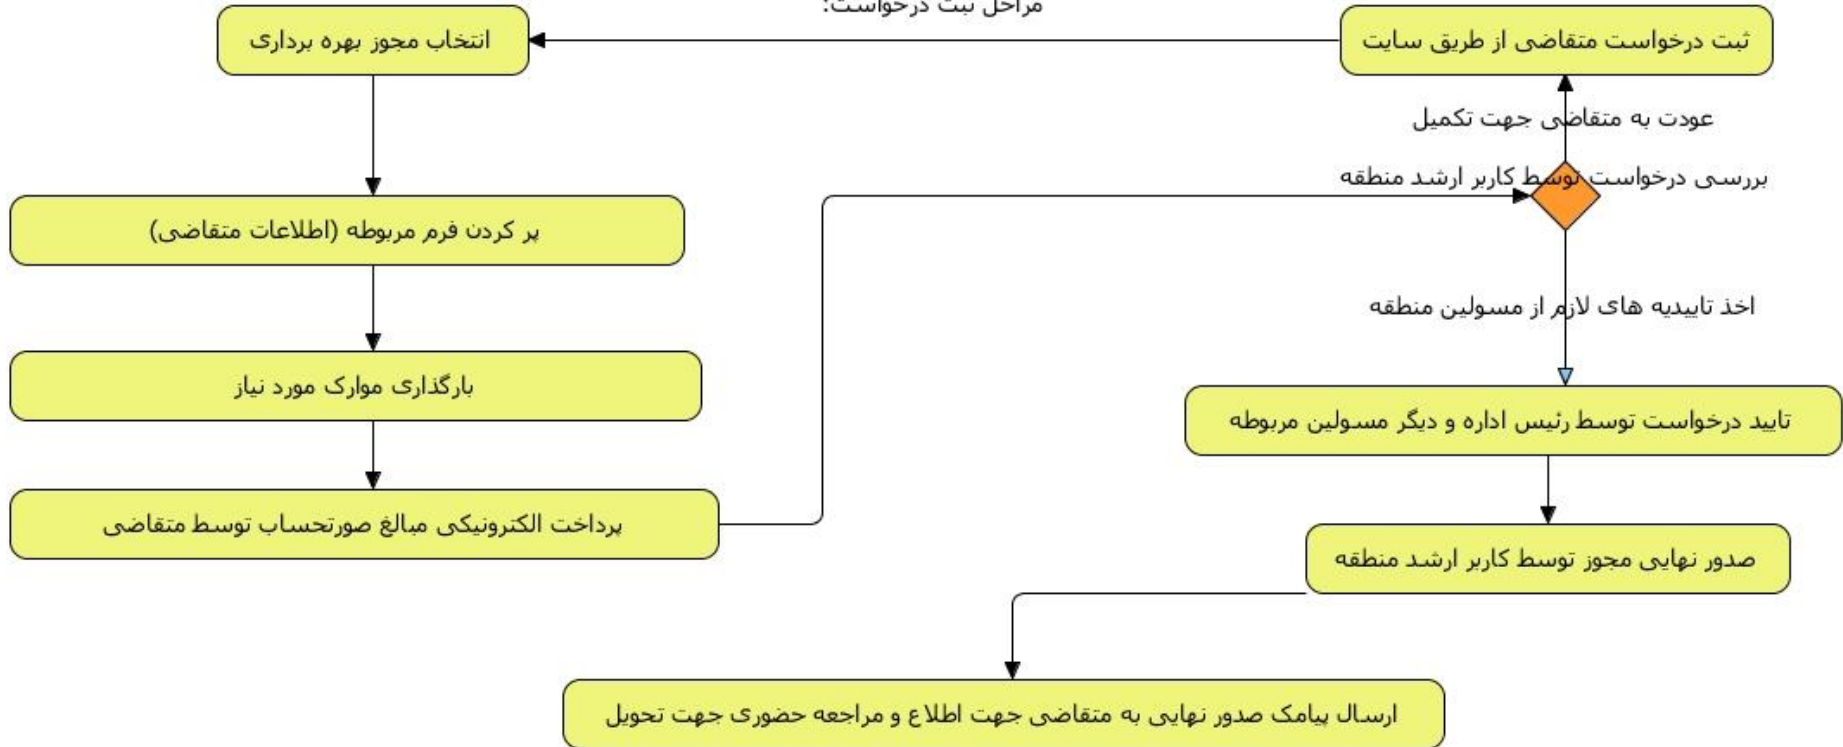 مراحل ثبت درخواست:
ثبت درخواست متقاضی از طریق سایت
انتخاب مجوز بهره برداری
پر کردن فرم مربوطه (اطلاعات متقاضی)
بارگذاری موارک مورد نیاز
پرداخت الکترونیکی مبالغ صورتحساب توسط متقاضی
عودت به متقاضی جهت تکمیل
بررسی درخواست توسط کاربر ارشد منطقه
اخذ تاییدیه های لازم از مسولین منطقه
تایید درخواست توسط رئیس اداره و دیگر مسولین مربوطه
صدور نهایی مجوز توسط کاربر ارشد منطقه
ارسال پیامک صدور نهایی به متقاضی جهت اطلاع و مراجعه حضوری جهت تحویل